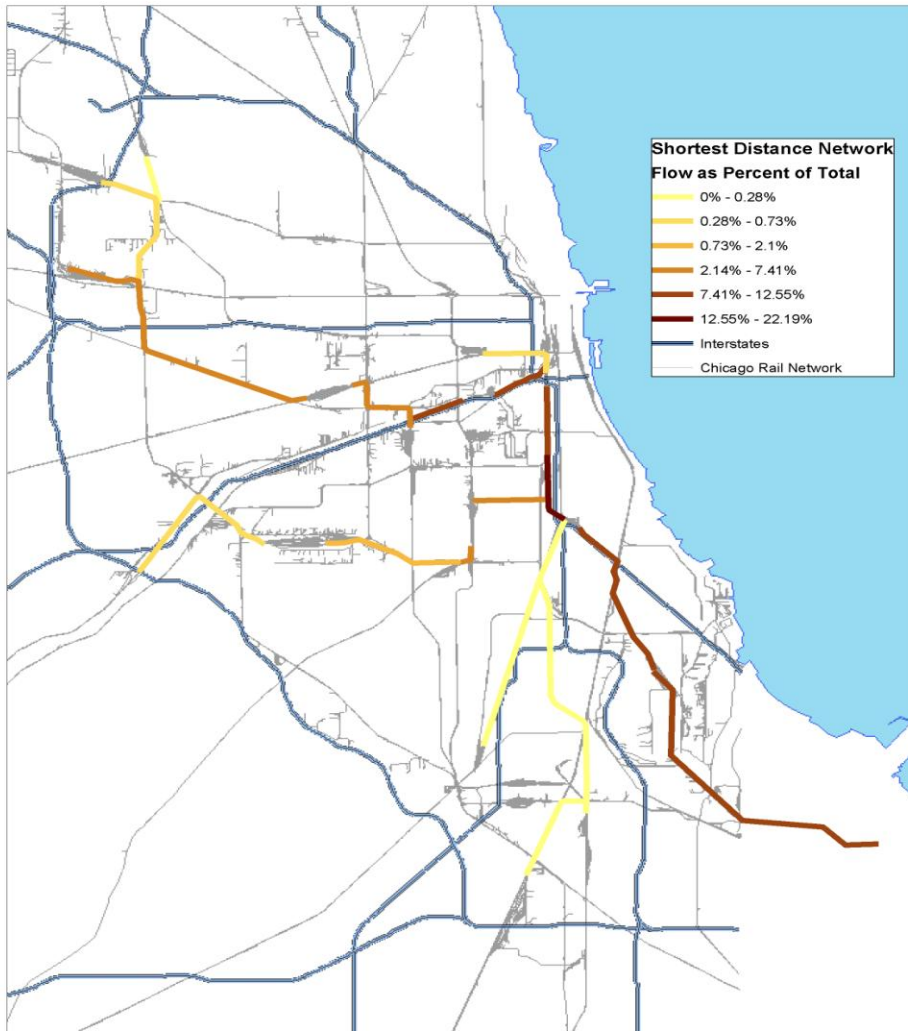 Shortest Distance Network
Flow as Percent of Total
0% - 0.28%
0.28% - 0.73%
0.73% - 2.1%
2.14% - 7.41%
7.41% - 12.55%
12.55% - 22.19%
Interstates
Chicago Rail Network